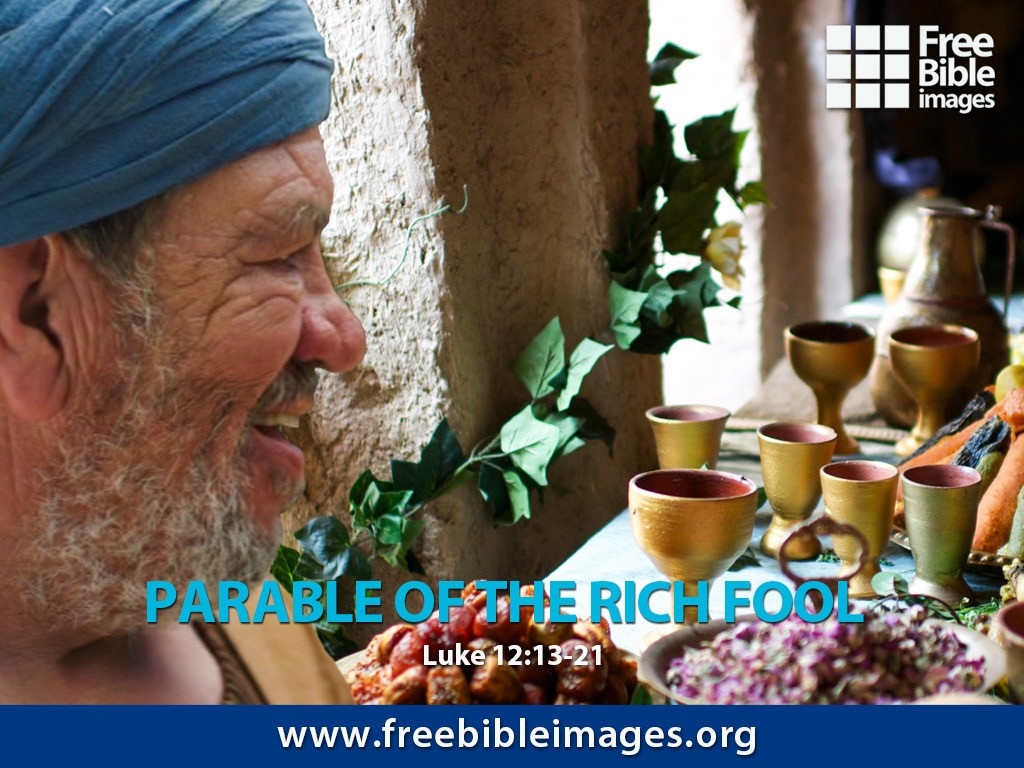 Free
Bible
images
PARABLE OF THE RICH FOOL
Luke 12:13-21
www.freebibleimages.org